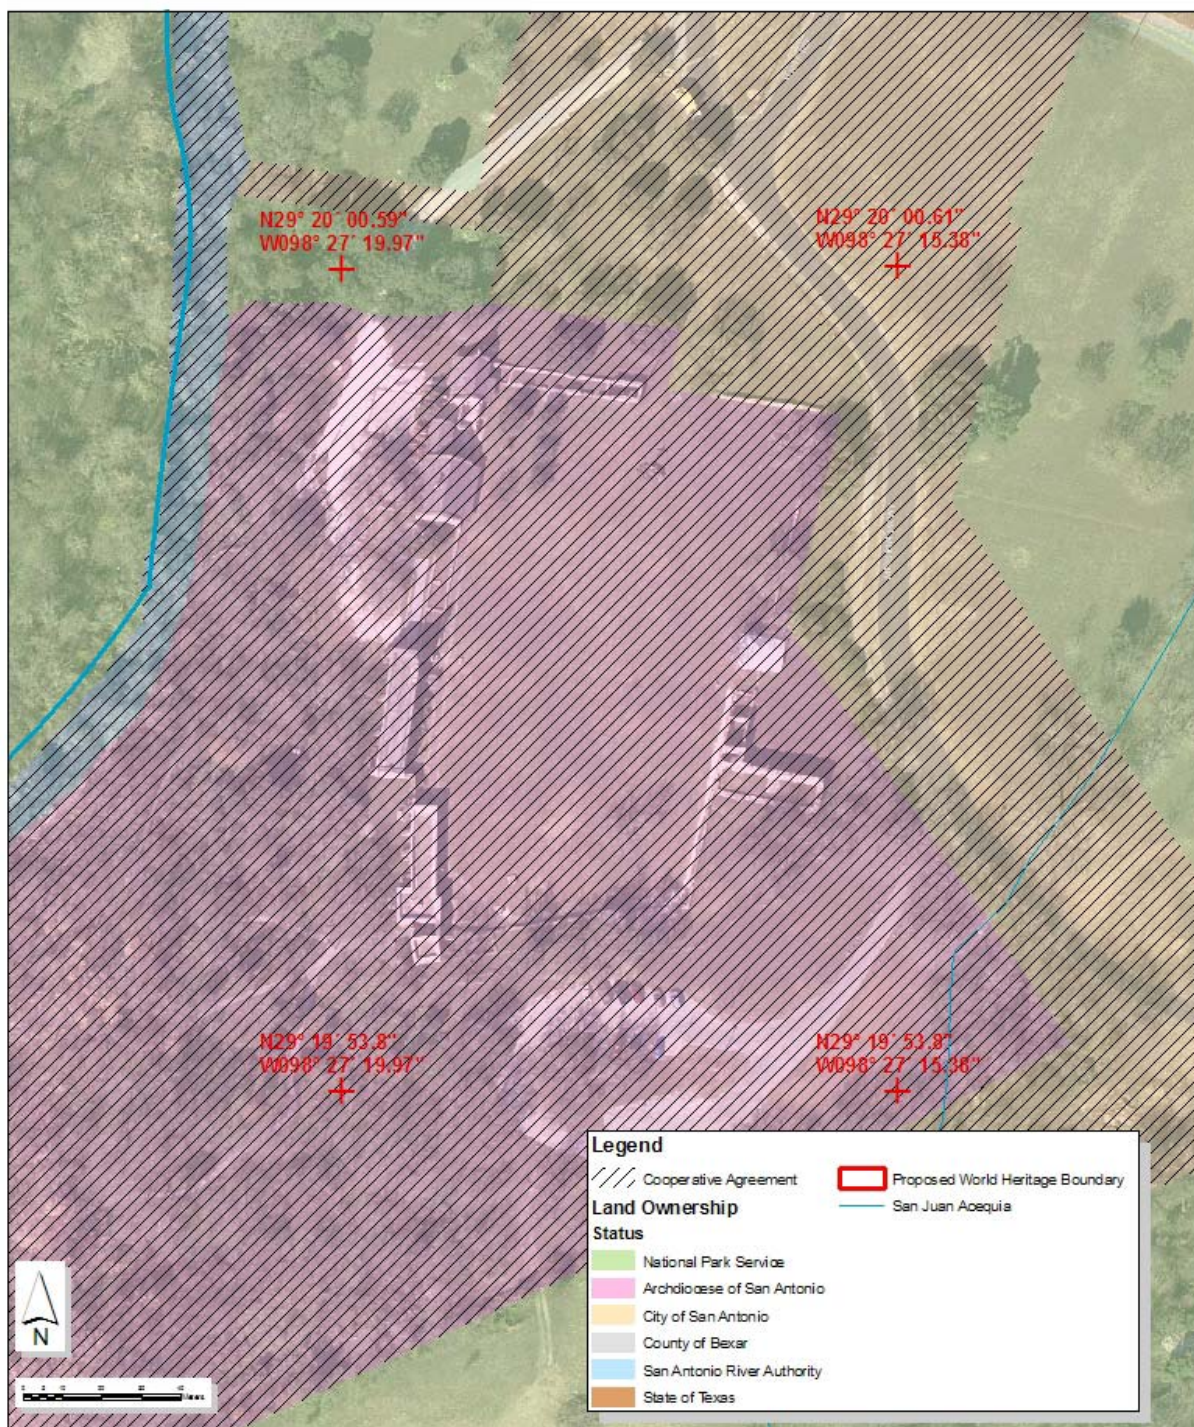 N29° 20' 00.59"
W098° 27' 19.97"
N29° 20' 00.61"
W098° 27' 15.38"
N29° 19' 53.8"
W098° 27' 19.97"
N29° 19' 53.8"
W098° 27' 15.38"
Legend
Cooperative Agreement
Proposed World Heritage Boundary
Land Ownership
San Juan Acequia
Status
National Park Service
Archdiocese of San Antonio
City of San Antonio
County of Bexar
San Antonio River Authority
State of Texas
N
Meters